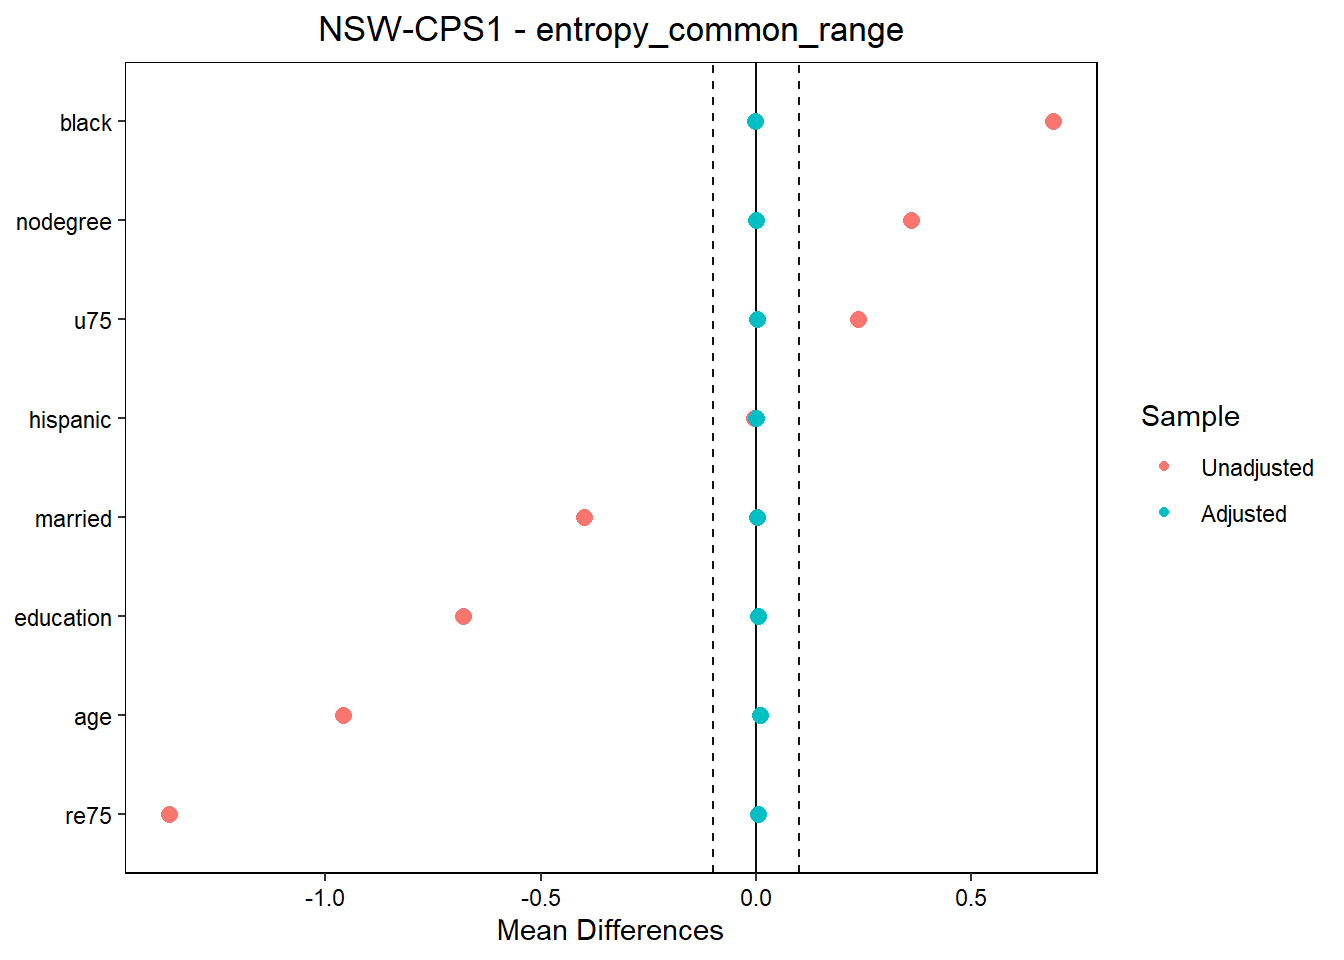 NSW-CPS1 - entropy_common_range
black
nodegree
u75
hispanic
married
education
age
re75
-1.0
-0.5
0.0
0.5
Mean Differences
Sample
Unadjusted
Adjusted